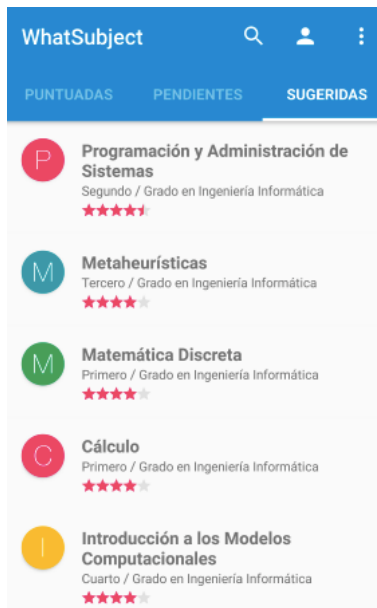 WhatSubject
PUNTUADAS PENDIENTES SUGERIDAS
P
Programación y Administración de
Sistemas
Segundo / Grado en Ingeniería Informática
M
Metaheurísticas
Tercero / Grado en Ingeniería Informática
M
Matemática Discreta
Primero / Grado en Ingeniería Informática
C
Cálculo
Primero / Grado en Ingeniería Informática
I
Introducción a los Modelos
Computacionales
Cuarto / Grado en Ingeniería Informática